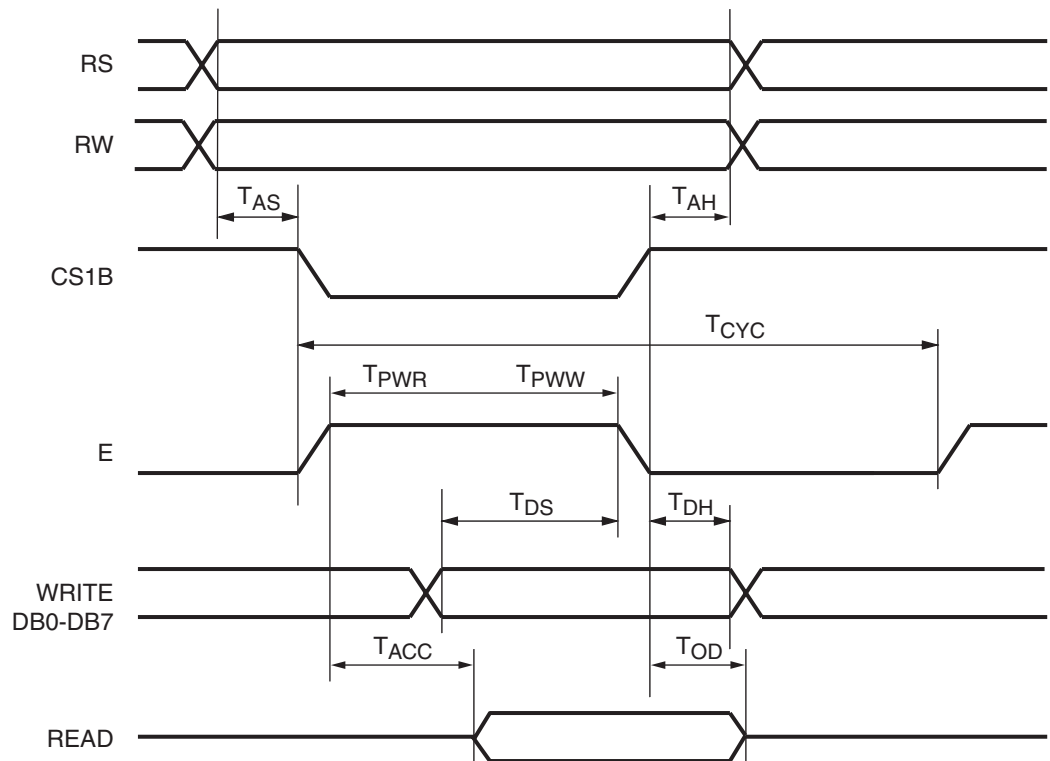 RS
RW
TAS TAH
CS1B
TCYC
TPWR TPWW
E
TDS TDH
WRITE
DB0-DB7
TACC TOD
READ